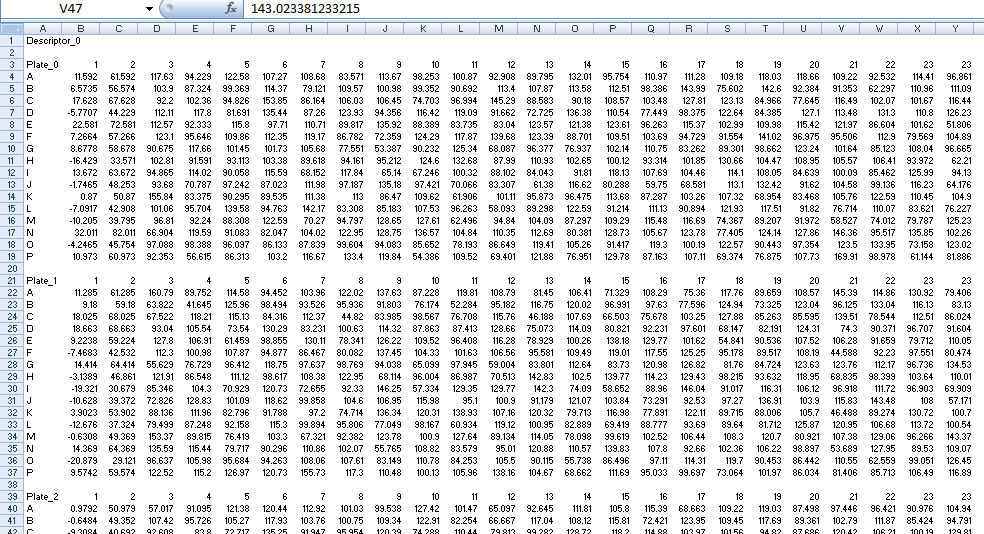 V47 fx 143.023381233215
A B C D E F G H I J K L M N O P Q R S T U V W X Y
1 Descriptor_0
2
3 Plate_0 1 2 3 4 5 6 7 8 9 10 11 12 13 14 15 16 17 18 19 20 21 22 23 23
4 A 11.592 61.592 117.63 94.229 122.58 107.27 108.68 83.571 113.67 98.253 100.87 92.908 89.795 132.01 95.754 110.97 111.28 109.18 118.03 118.66 109.22 92.532 114.41 96.861
5 B 6.5735 56.574 103.9 87.324 99.369 114.37 79.121 109.57 100.98 99.352 90.692 113.4 107.87 113.58 112.51 98.386 143.99 75.602 142.6 92.384 91.353 62.297 110.91
6 C 17.628 67.628 92.2 102.36 94.826 153.85 86.164 106.03 106.45 74.703 96.994 145.29 88.583 90.18 108.57 103.48 127.81 123.13 84.966 77.645 116.49 102.07 101.67 116.44
7 D -5.7707 44.229 112.11 117.8 81.691 135.44 87.26 123.93 94.356 116.42 119.09 91.662 72.725 136.38 110.54 77.449 98.375 122.64 84.385 127.1 113.48 131.3 110.8 126.23
8 E 22.581 72.581 112.57 92.333 115.8 97.71 110.71 89.817 135.92 88.389 83.735 83.04 123.57 121.38 123.61 96.263 115.37 102.99 109.98 115.42 121.97 86.604 101.62 51.806
9 F 7.2664 57.266 123.1 95.646 109.86 112.35 119.17 86.782 72.359 124.29 117.87 139.68 123.39 88.701 109.51 103.69 94.729 91.554 14.02 96.975 95.506 112.9 79.569 104.89
10 G 8.6778 58.678 90.675 117.66 101.45 101.73 105.68 77.551 53.387 90.232 125.34 68.087 96.377 76.937 102.14 110.75 83.262 89.301 98.662 123.24 101.64 85.123 108.04 96.665
11 H -16.429 33.571 102.81 91.591 93.113 103.38 89.618 94.161 95.212 124.6 132.68 87.99 110.93 102.65 100.12 93.314 101.85 130.66 104.47 108.95 105.57 106.41 93.972 62.21
12 I 13.672 63.672 94.865 114.02 90.058 115.59 68.152 117.84 65.14 67.246 100.32 88.102 84.043 91.81 118.13 107.69 104.46 114.1 108.05 84.639 100.09 85.462 125.99 94.13
13 J -1.7465 48.253 93.68 70.787 97.242 87.023 111.98 97.187 135.18 97.421 70.066 83.307 61.38 116.62 80.288 59.75 68.581 113.1 132.42 91.62 104.58 99.136 116.23 64.176
14 K 0.87 50.87 155.84 83.375 90.295 89.535 111.38 113 86.47 109.62 61.906 101.11 95.873 96.475 113.68 87.287 103.26 107.32 68.954 83.468 105.76 122.59 110.45 104.9
15 L -7.0917 42.908 101.06 95.704 139.58 94.763 142.17 83.308 85.183 107.53 96.263 58.093 89.298 122.59 91.214 111.13 90.894 121.93 117.51 91.82 76.714 110.07 83.621 76.227
16 M -10.205 39.795 96.81 92.24 88.308 122.59 70.27 94.797 128.65 127.61 62.496 94.84 104.09 87.297 109.29 115.48 116.69 74.367 89.207 91.972 58.527 74.012 79.787 125.23
17 N 32.011 82.011 66.904 119.59 91.083 82.047 104.02 122.95 128.75 136.57 104.84 110.35 112.69 80.381 128.73 105.67 123.78 77.405 124.14 127.86 146.36 95.517 135.85 102.26
18 O -4.2465 45.754 97.088 98.388 96.097 86.133 87.839 99.604 94.083 85.652 78.193 86.649 119.41 105.26 91.417 119.3 100.19 122.57 90.443 97.354 123.5 133.95 73.158 123.02
19 P 10.973 60.973 92.353 56.615 86.313 103.2 116.67 133.4 119.84 54.386 109.52 69.401 121.88 76.951 129.78 87.163 107.11 69.374 76.875 107.73 169.91 98.978 61.144 81.886
20
21 Plate_1 1 2 3 4 5 6 7 8 9 10 11 12 13 14 15 16 17 18 19 20 21 22 23 23
22 A 11.285 61.285 160.79 89.752 114.58 94.452 103.96 122.02 137.63 87.228 119.81 108.79 81.45 106.41 71.329 108.29 75.36 117.76 89.659 108.57 145.39 114.86 130.92 79.406
23 B 9.18 59.18 63.822 41.645 125.96 98.494 93.526 95.936 91.803 76.174 52.284 95.182 116.75 120.02 96.991 97.63 77.596 124.94 73.325 123.04 96.125 133.04 116.13 83.13
24 C 18.025 68.025 67.522 118.21 115.13 84.316 112.37 44.82 83.985 98.567 76.708 115.76 46.188 107.69 66.503 75.678 103.25 127.88 85.263 85.595 139.51 78.544 112.51 86.024
25 D 18.663 68.663 93.04 105.54 73.54 130.29 83.231 100.63 114.32 87.863 87.413 128.66 75.073 114.09 80.821 92.231 97.601 68.147 82.191 124.31 74.3 90.371 96.707 91.604
26 E 9.2238 59.224 127.8 106.91 61.459 98.855 130.11 78.341 126.22 109.52 96.408 116.28 78.929 100.26 138.18 129.77 101.62 54.841 90.536 107.52 106.28 91.659 79.712 110.05
27 F -7.4683 42.532 112.3 100.98 107.87 94.877 86.467 80.082 137.45 104.33 101.63 106.56 95.581 109.49 119.01 117.55 125.25 95.178 89.517 108.19 44.588 92.23 97.551 80.474
28 G 14.414 64.414 55.629 76.729 96.412 118.75 97.637 98.769 94.038 65.099 97.945 59.004 83.801 112.64 83.73 120.98 126.82 81.76 84.724 123.63 123.76 112.17 96.736 134.53
29 H -3.1389 46.861 121.91 86.548 111.12 98.617 108.38 122.95 68.114 96.004 86.987 70.513 142.83 102.5 139.77 14.23 129.43 98.215 93.632 118.95 68.835 98.399 103.64 110.01
30 I -19.321 30.679 85.346 104.3 70.929 120.73 72.655 92.33 146.25 57.334 129.95 129.77 142.3 74.09 58.652 88.96 146.04 91.017 116.31 106.12 96.918 111.72 96.903 69.909
31 J -10.628 39.372 72.826 128.83 101.09 118.62 99.858 104.6 106.95 115.98 95.1 100.9 91.179 121.07 103.84 73.291 92.53 97.27 136.91 103.9 115.83 143.48 108 57.171
32 K 3.9023 53.902 88.136 111.96 82.796 91.788 97.2 74.714 136.34 120.31 138.93 107.16 120.32 79.713 116.98 77.891 122.11 89.715 88.006 105.7 46.488 89.274 130.72 100.7
33 L -12.676 37.324 79.499 87.248 92.158 115.3 99.894 95.806 77.049 98.167 60.934 119.12 100.95 82.889 69.419 88.777 93.69 89.64 81.712 125.87 120.95 106.68 113.72 100.54
34 M -0.6308 49.369 153.37 89.815 76.419 103.3 67.321 92.382 123.78 100.9 127.64 89.134 114.05 78.098 99.619 102.52 106.44 108.3 120.7 80.921 107.38 129.06 96.266 143.37
35 N 14.369 64.369 135.59 115.44 79.717 90.296 110.86 102.07 55.765 108.82 83.579 95.01 120.88 110.57 139.83 107.8 92.66 102.36 106.22 98.897 53.689 127.95 89.53 109.07
36 O -20.879 29.121 96.637 105.98 95.684 94.263 108.06 107.61 83.149 110.78 84.253 105.5 90.115 55.738 86.496 97.11 114.31 119.7 90.453 86.442 110.55 62.559 99.051 126.45
37 P 9.5742 59.574 122.52 115.2 126.97 120.73 155.73 117.3 110.48 100.13 105.96 138.16 104.67 68.662 111.69 95.033 99.697 73.064 101.97 86.034 81.406 85.713 106.49 116.89
38
39 Plate_2 1 2 3 4 5 6 7 8 9 10 11 12 13 14 15 16 17 18 19 20 21 22 23 23
40 A 0.9792 50.979 57.017 91.095 121.38 120.44 112.92 101.03 99.538 127.42 101.47 65.097 92.645 111.81 105.8 115.39 68.663 109.22 119.03 87.498 97.446 96.421 90.976 104.94
41 B -0.6484 49.352 107.42 95.726 105.27 117.93 103.76 100.75 109.34 122.91 82.254 66.667 117.04 108.12 115.81 72.421 123.95 109.45 117.69 89.361 102.79 111.87 85.424 94.791